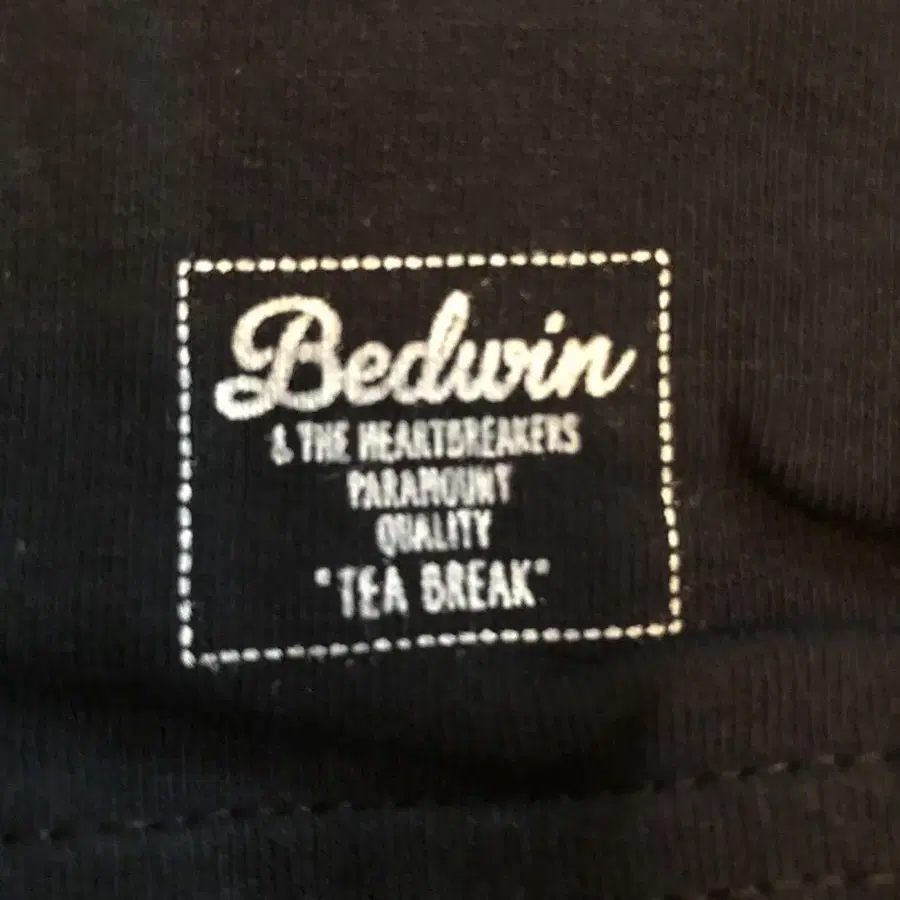 Bedwin
& THE HEARTBREAKERS
PARAMOUNT
QUALITY
"TEA BREAK"